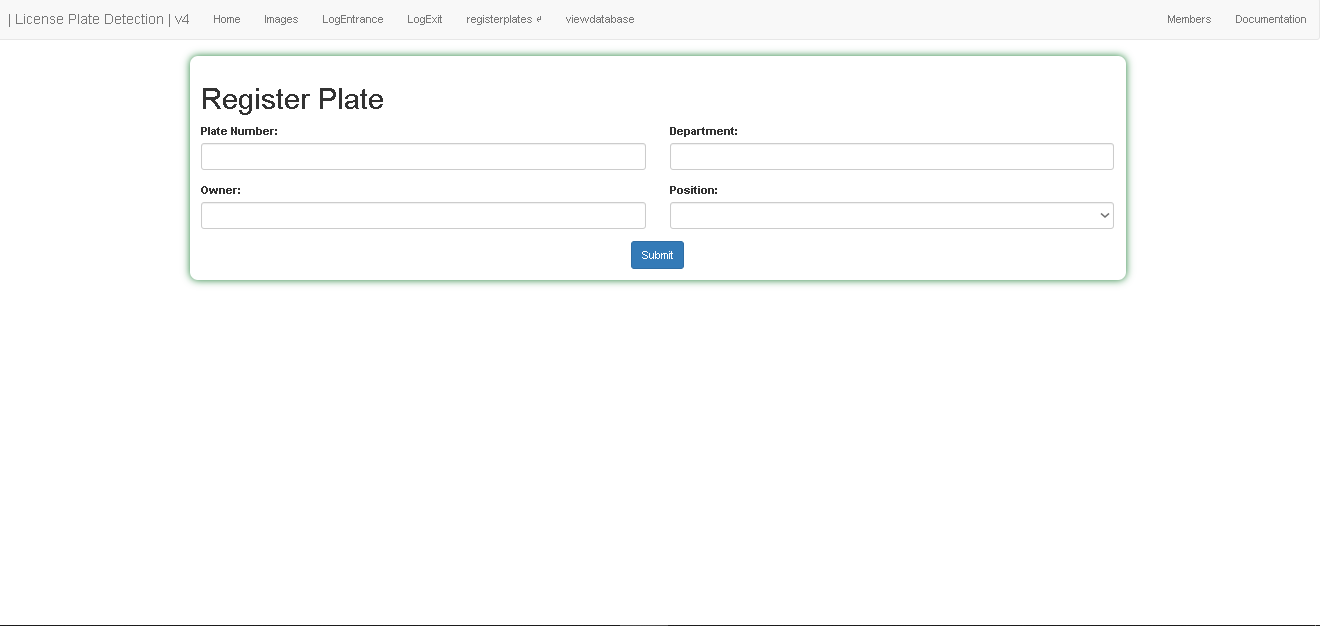 | License Plate Detection | v4 Home Images LogEntrance LogExit registerplates viewdatabase Members Documentation
Register Plate
Plate Number: Department:
Owner: Position:
Submit